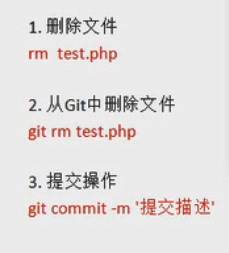 1. 删除文件
rm  test.php
2. 从Git中删除文件
git rm test.php
3. 提交操作
git commit -m '提交描述'